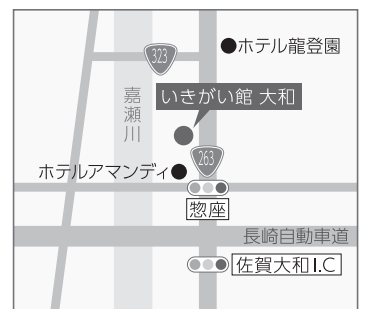 323
●ホテル龍登園
嘉瀬川
いきがい館 大和
263
ホテルアマンディ●
惣座
長崎自動車道
佐賀大和I.C